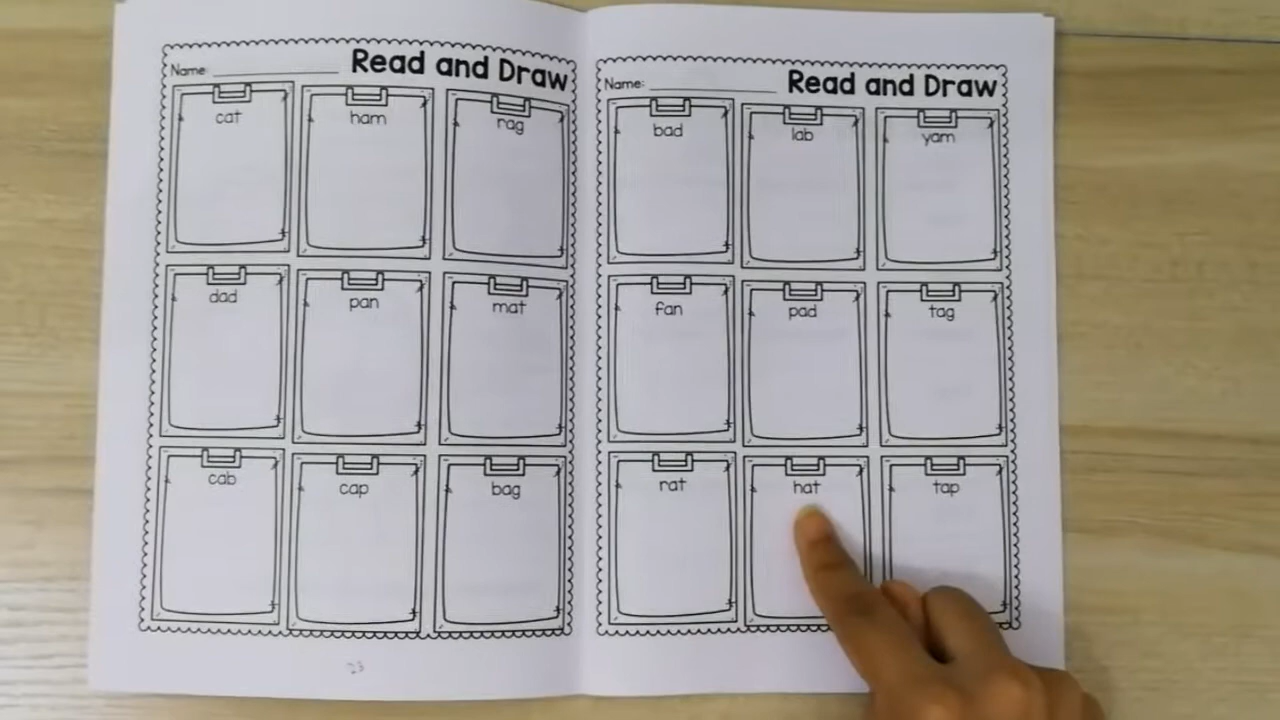 Name: Read and Draw
cat ham rag
dad pan mat
cab cap bag
23
Name: Read and Draw
bad lab yam
fan pad tag
rat hat tap